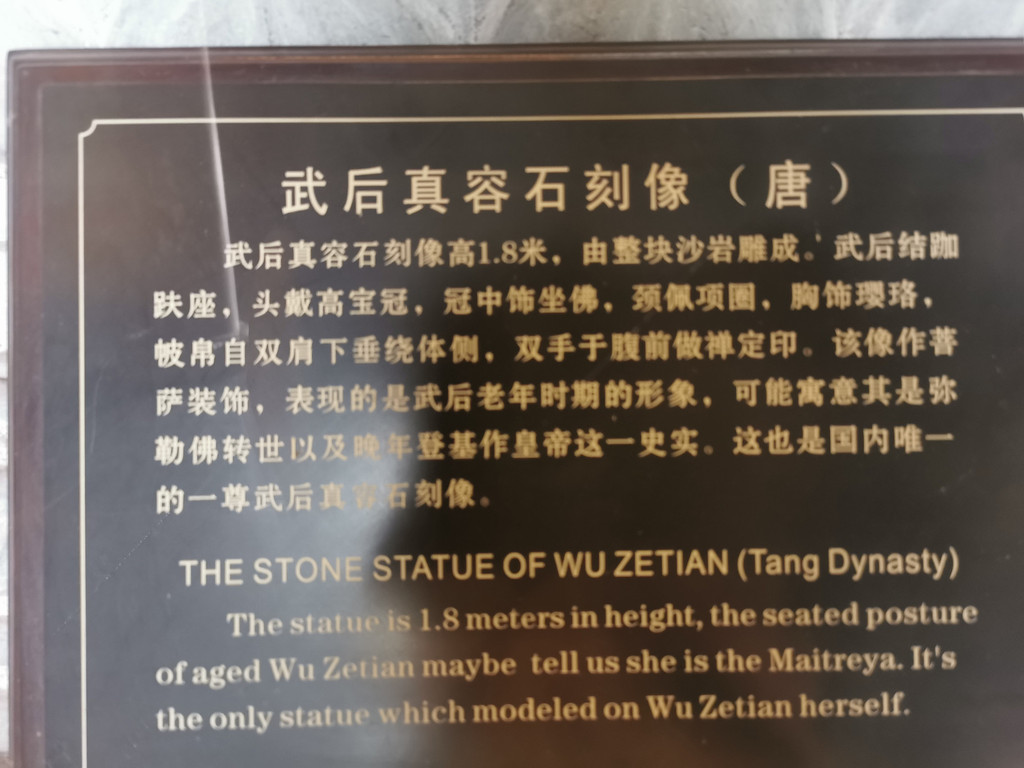 武后真容石刻像（唐）
武后真容石刻像高1.8米，由整块沙岩雕成。武后结跏
趺座，头戴高宝冠，冠中饰坐佛，颈佩项圈，胸饰璎珞，
帔帛自双肩下垂绕体侧，双手于腹前做禅定印。该像作菩
萨装饰，表现的是武后老年时期的形象，可能寓意其是弥
勒佛转世以及晚年登基作皇帝这一史实。这也是国内唯一
的一尊武后真容石刻像。
THE STONE STATUE OF WU ZETIAN (Tang Dynasty)
The statue is 1.8 meters in height, the seated posture
of aged Wu Zetian maybe tell us she is the Maitreya. It's
the only statue which modeled on Wu Zetian herself.